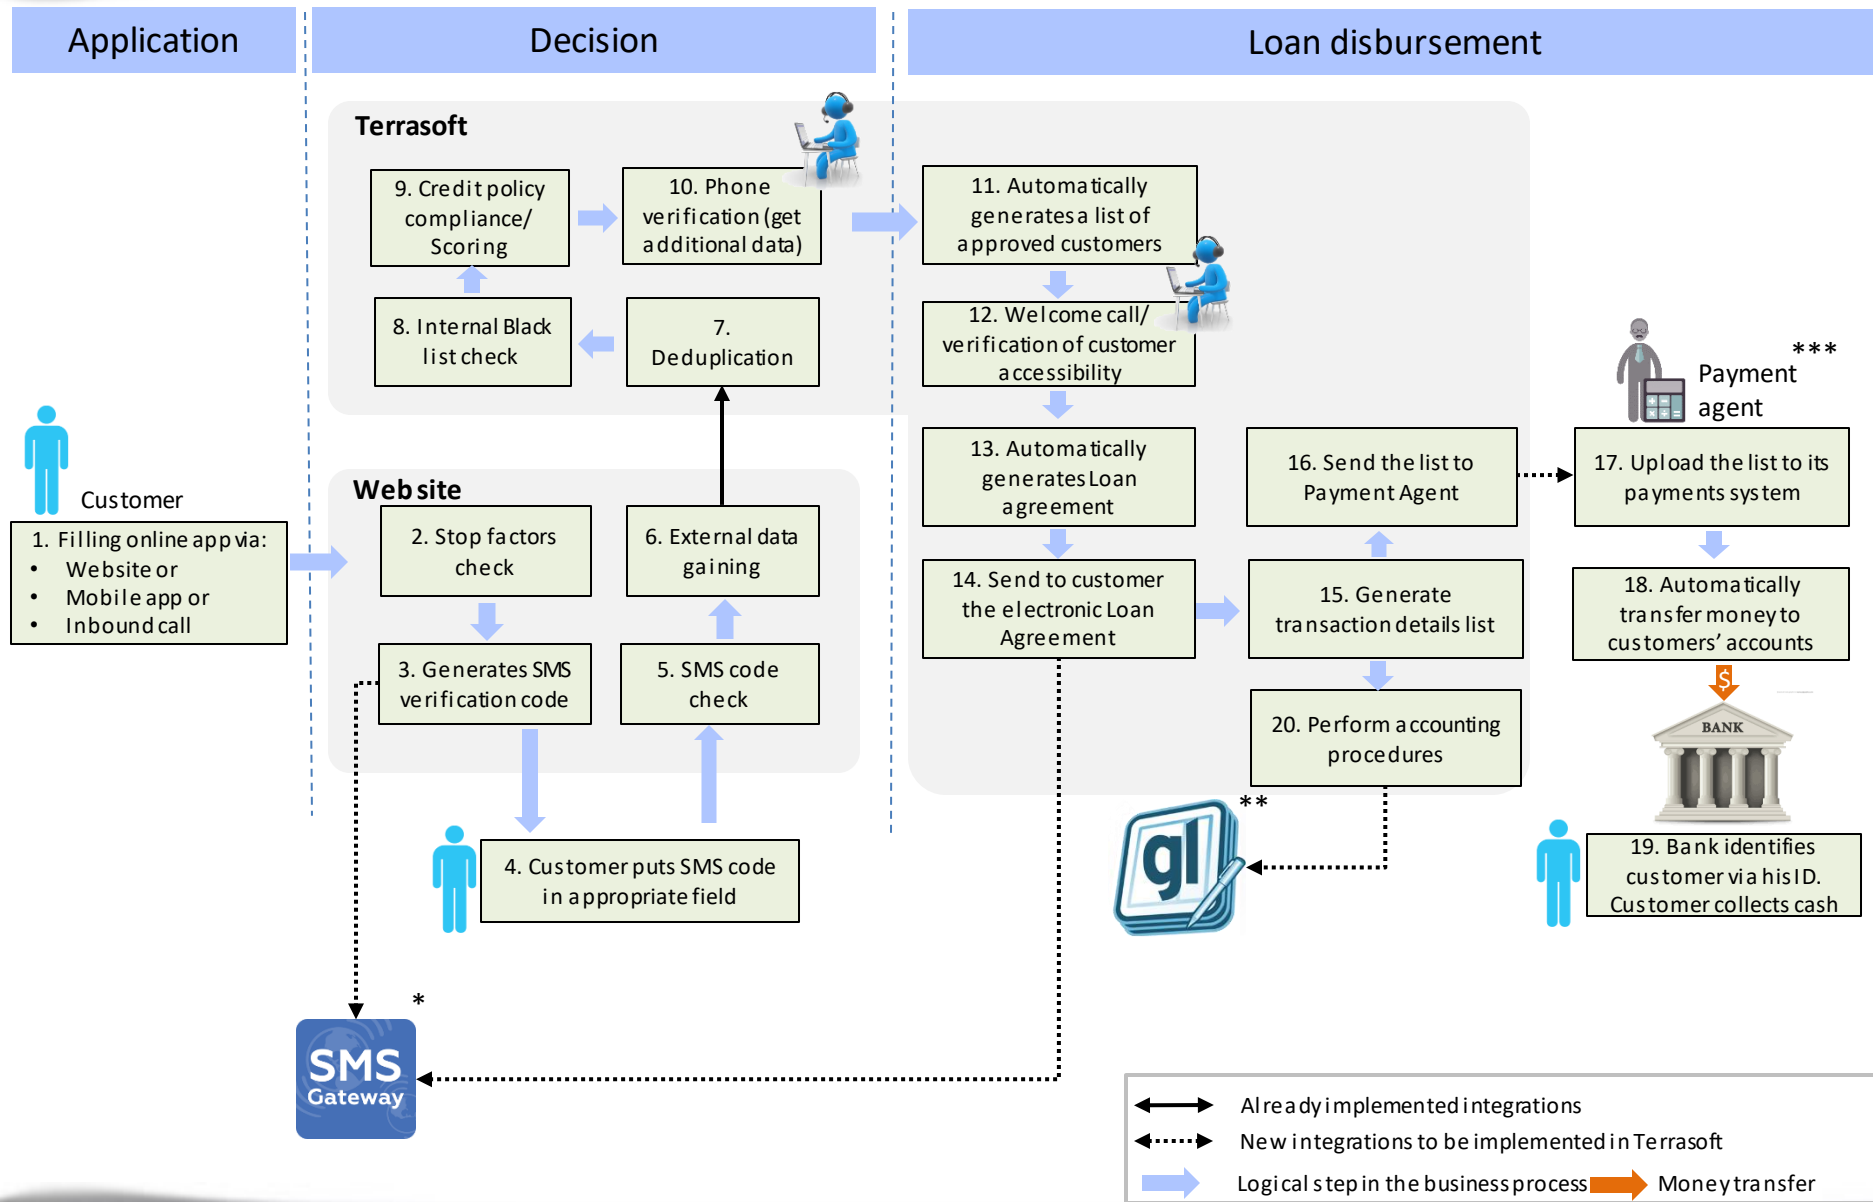 Application
Decision
Loan disbursement
Terrasoft
9. Credit policy
compliance/
Scoring
10. Phone
verification (get
additional data)
11. Automatically
generates a list of
approved customers
8. Internal Black
list check
7.
Deduplication
12. Welcome call/
verification of customer
accessibility
***
Payment
agent
Customer
1. Filling online app via:
• Website or
• Mobile app or
• Inbound call
Web site
2. Stop factors
check
6. External data
gaining
13. Automatically
generates Loan
agreement
16. Send the list to
Payment Agent
17. Upload the list to its
payments system
3. Generates SMS
verification code
5. SMS code
check
14. Send to customer
the electronic Loan
Agreement
15. Generate
transaction details list
18. Automatically
transfer money to
customers’ accounts
$
BANK
20. Perform accounting
procedures
4. Customer puts SMS code
in appropriate field
**
gl
19. Bank identifies
customer via his ID.
Customer collects cash
*
SMS
Gateway
Already implemented integrations
New integrations to be implemented in Terrasoft
Logical step in the business process
Money transfer